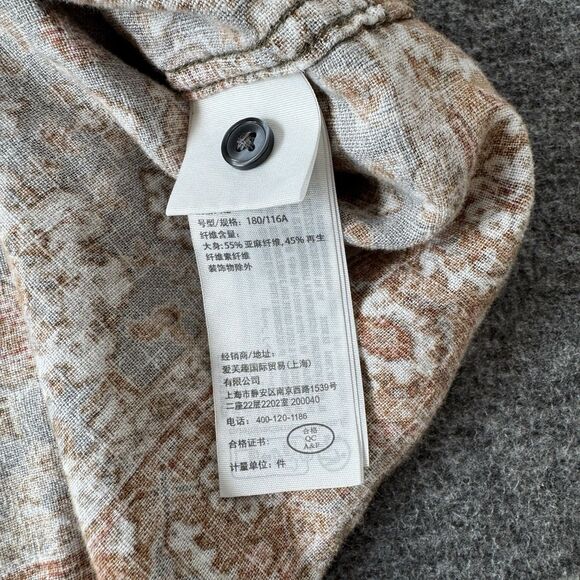 号型/规格: 180/116A
纤维含量:
大身: 55% 亚麻纤维, 45% 再生
纤维素纤维
装饰物除外
经销商/地址:
爱芙趣国际贸易(上海)
有限公司
上海市静安区南京西路1539号
二座22层2202室 200040
电话: 400-120-1186
合格证书:
合格
QC
A&F.
计量单位: 件